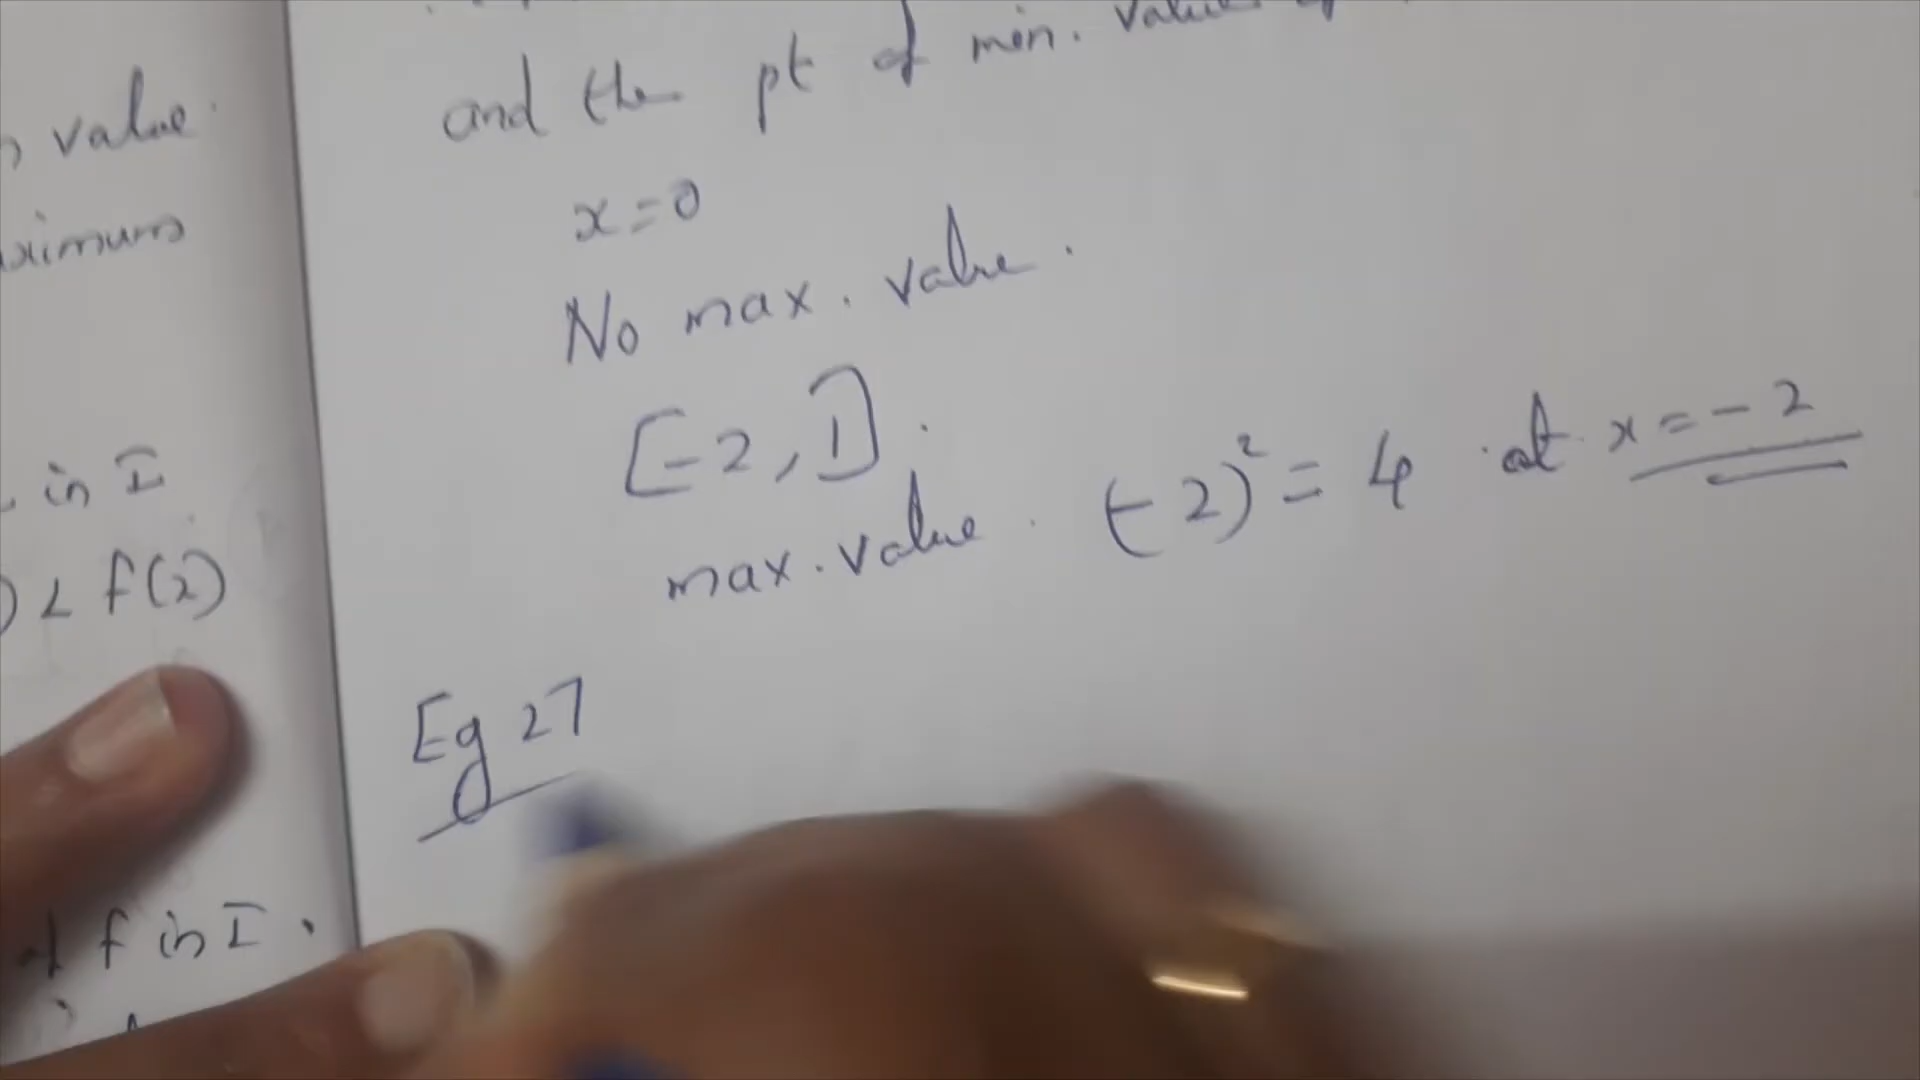 value.
in I
< f(x)
f in I.
and the pt of min. value
x=0
No max. value.
[-2, 1].
max. value. (-2)² = 4 at x = -2
Eg 27